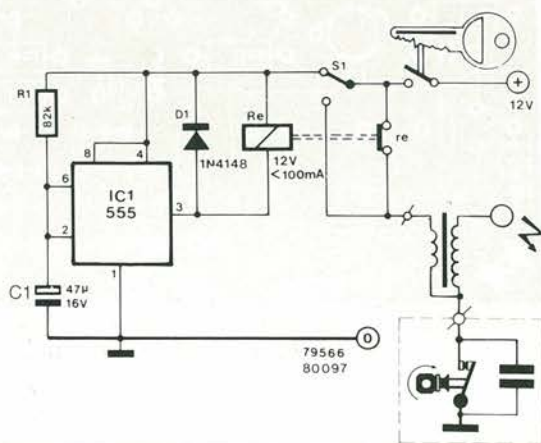 S1
R1
82k
D1
1N4148
Re
12V
<100mA
re
+
12V
8
4
6
IC1
555
3
2
1
C1
47µ
16V
0
79566
80097